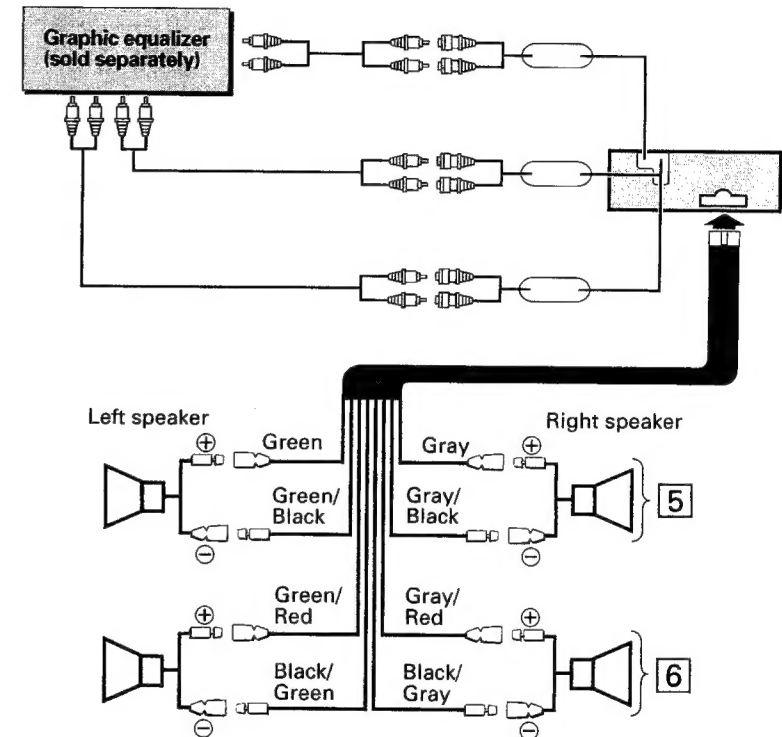 Graphic equalizer
(sold separately)
Left speaker
Right speaker
⊕
Green
Gray
⊕
Green/
Black
Gray/
Black
5
⊖
⊖
Green/
Red
Gray/
Red
⊕
⊕
Black/
Green
Black/
Gray
6
⊖
⊖